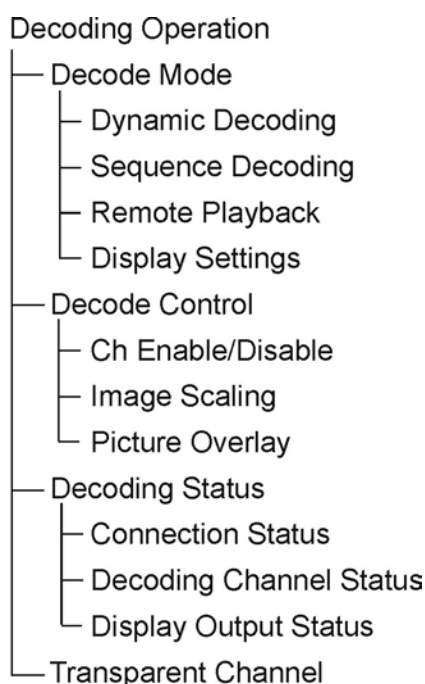 Decoding Operation
Decode Mode
Dynamic Decoding
Sequence Decoding
Remote Playback
Display Settings
Decode Control
Ch Enable/Disable
Image Scaling
Picture Overlay
Decoding Status
Connection Status
Decoding Channel Status
Display Output Status
Transparent Channel